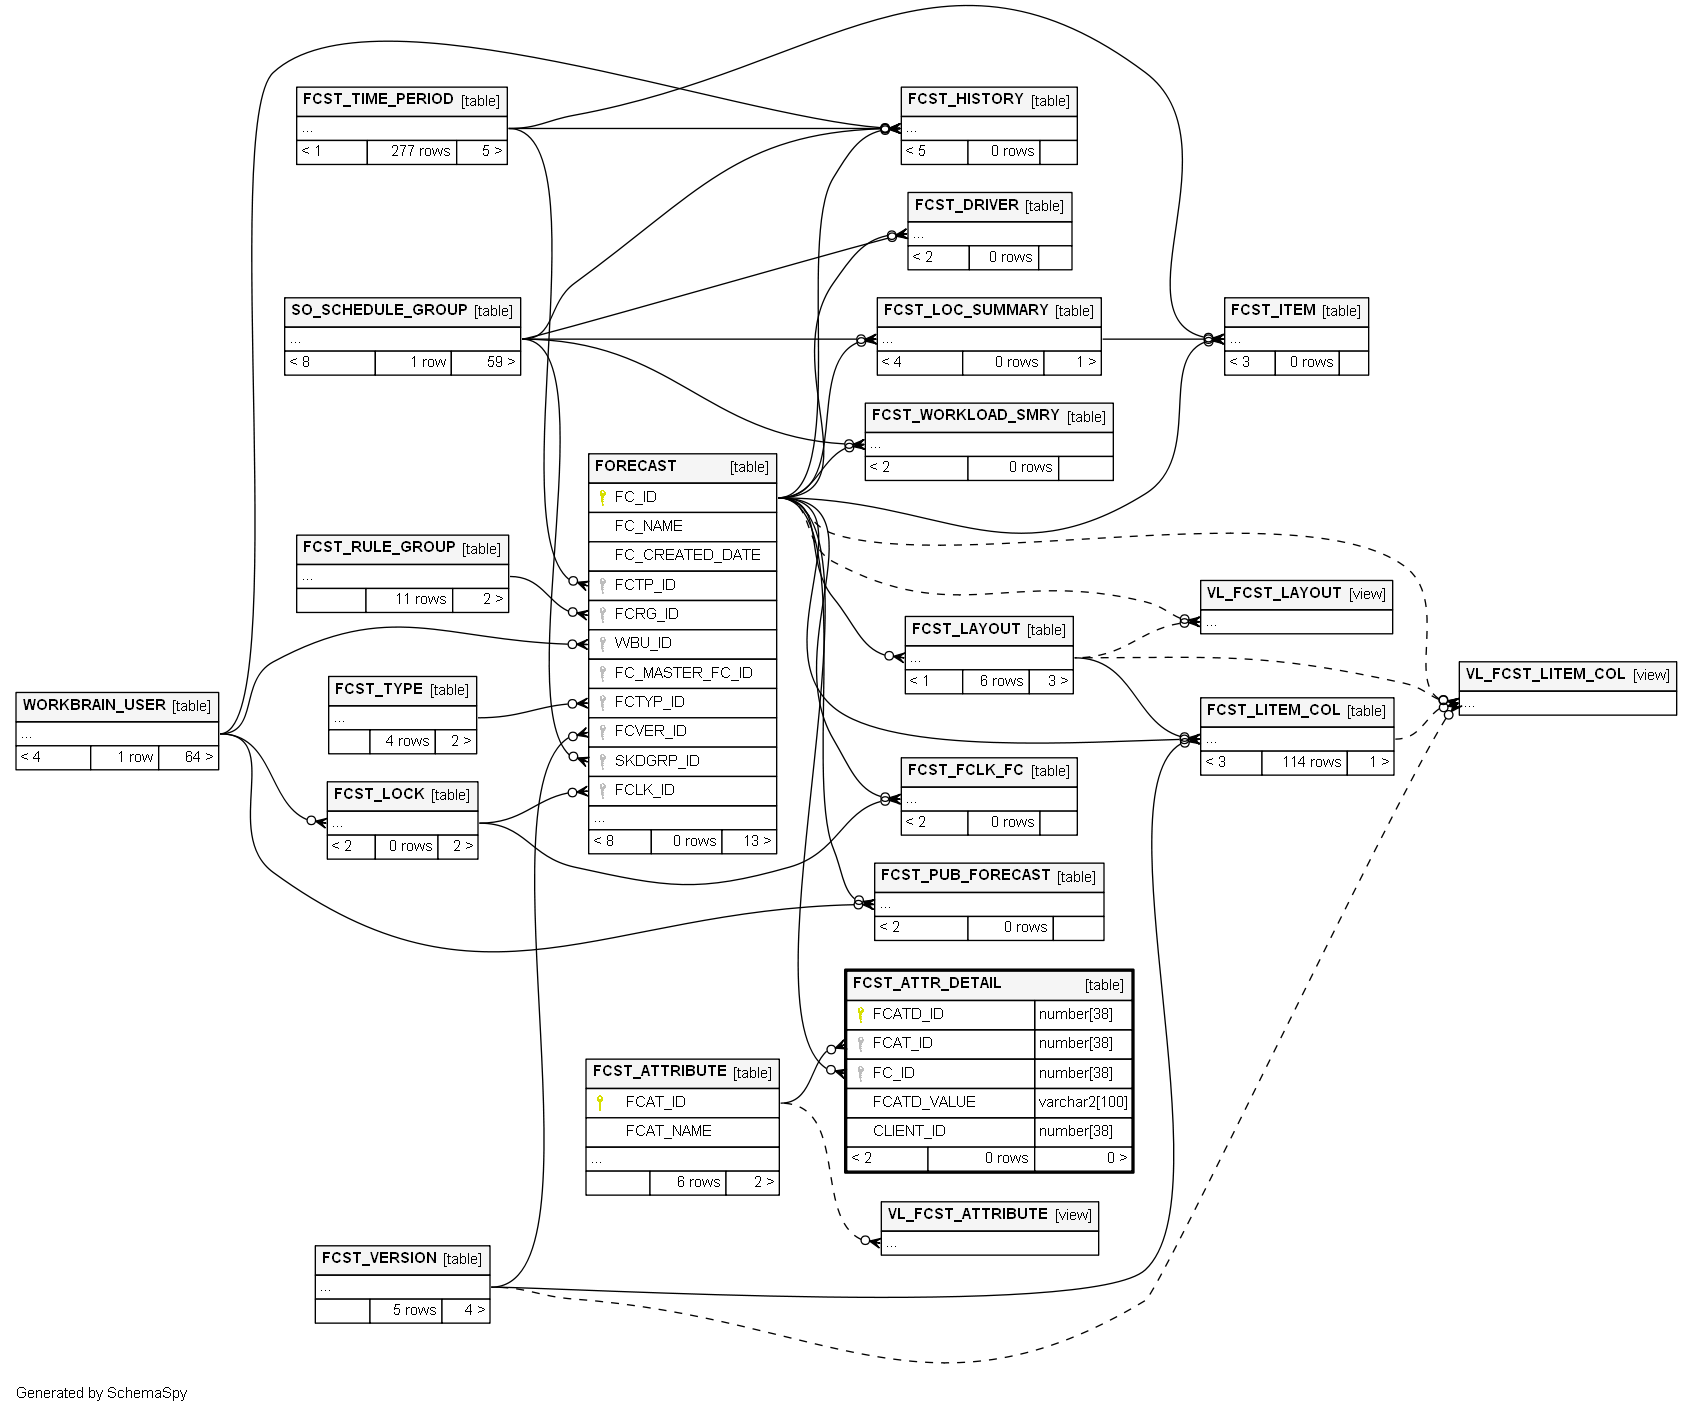 FCST_TIME_PERIOD [table]
...
< 1 277 rows 5 >
FCST_HISTORY [table]
...
< 5 0 rows
FCST_DRIVER [table]
...
< 2 0 rows
SO_SCHEDULE_GROUP [table]
...
< 8 1 row 59 >
FCST_LOC_SUMMARY [table]
...
< 4 0 rows 1 >
FCST_ITEM [table]
...
< 3 0 rows
FCST_WORKLOAD_SMRY [table]
...
< 2 0 rows
FORECAST [table]
FC_ID
FC_NAME
FC_CREATED_DATE
FCTP_ID
FCRG_ID
WBU_ID
FC_MASTER_FC_ID
FCTYP_ID
FCVER_ID
SKDGRP_ID
FCLK_ID
...
< 8 0 rows 13 >
FCST_RULE_GROUP [table]
...
11 rows 2 >
VL_FCST_LAYOUT [view]
...
FCST_LAYOUT [table]
...
< 1 6 rows 3 >
VL_FCST_LITEM_COL [view]
...
WORKBRAIN_USER [table]
...
< 4 1 row 64 >
FCST_TYPE [table]
...
4 rows 2 >
FCST_LITEM_COL [table]
...
< 3 114 rows 1 >
FCST_LOCK [table]
...
< 2 0 rows 2 >
FCST_FCLK_FC [table]
...
< 2 0 rows
FCST_PUB_FORECAST [table]
...
< 2 0 rows
FCST_ATTR_DETAIL [table]
FCATD_ID number[38]
FCAT_ID number[38]
FC_ID number[38]
FCATD_VALUE varchar2[100]
CLIENT_ID number[38]
< 2 0 rows 0 >
FCST_ATTRIBUTE [table]
FCAT_ID
FCAT_NAME
...
6 rows 2 >
VL_FCST_ATTRIBUTE [view]
...
FCST_VERSION [table]
...
5 rows 4 >
Generated by SchemaSpy